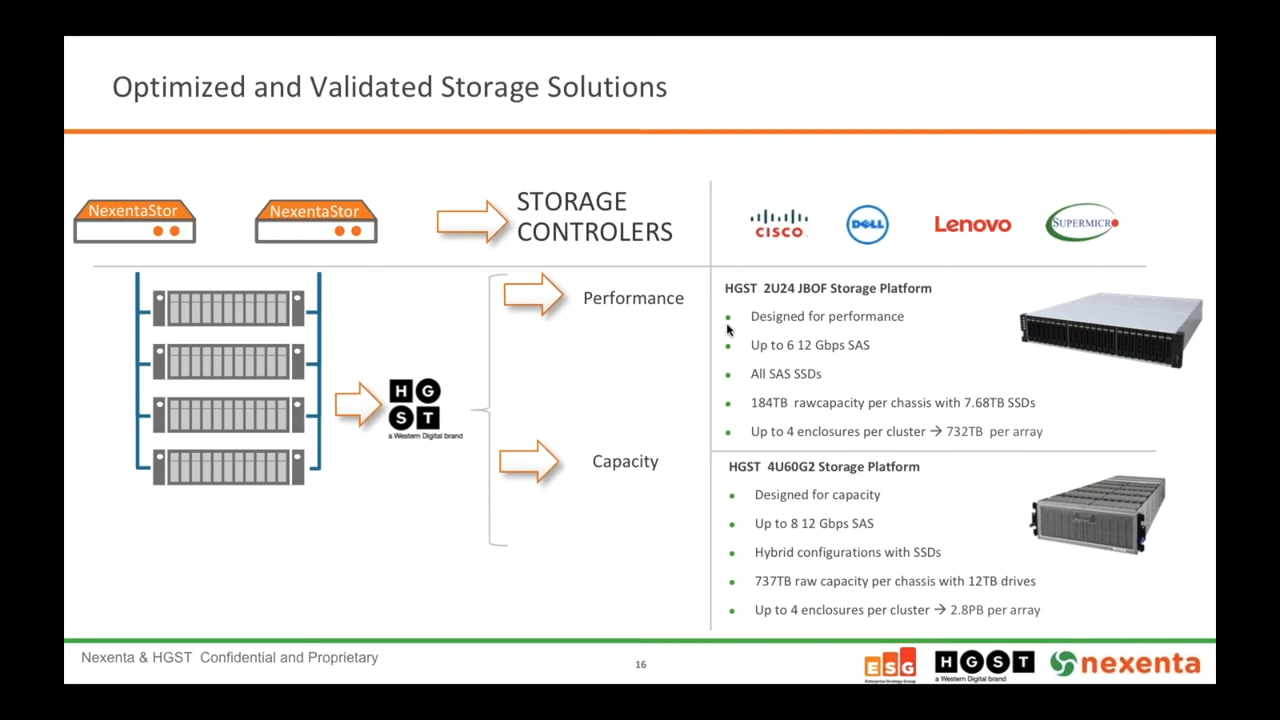 Optimized and Validated Storage Solutions
NexentaStor
NexentaStor
STORAGE
CONTROLERS
CISCO
DELL
Lenovo
SUPERMICRO
HGST
a Western Digital brand
Performance
Capacity
HGST 2U24 JBOF Storage Platform
Designed for performance
Up to 6 12 Gbps SAS
All SAS SSDs
184TB rawcapacity per chassis with 7.68TB SSDs
Up to 4 enclosures per cluster → 732TB per array
HGST 4U60G2 Storage Platform
Designed for capacity
Up to 8 12 Gbps SAS
Hybrid configurations with SSDs
737TB raw capacity per chassis with 12TB drives
Up to 4 enclosures per cluster → 2.8PB per array
Nexenta & HGST Confidential and Proprietary
16
ESG
Enterprise Strategy Group
HGST
a Western Digital brand
nexenta